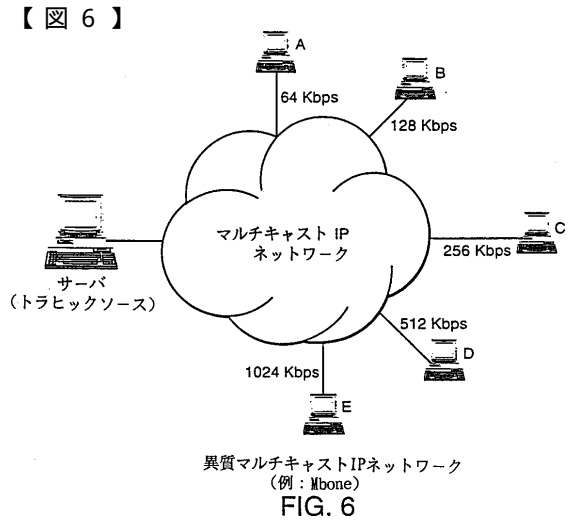 【図6】
A
64 Kbps
B
128 Kbps
マルチキャスト IP
ネットワーク
C
256 Kbps
サーバ
(トラヒックソース)
512 Kbps
D
1024 Kbps
E
異質マルチキャストIPネットワーク
(例：Mbone)
FIG. 6